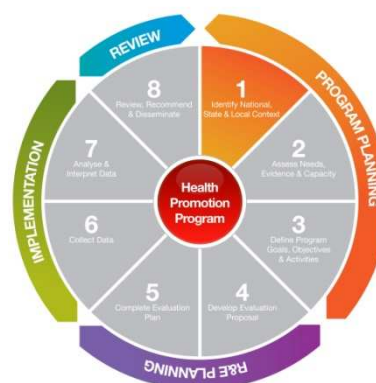 REVIEW
PROGRAM PLANNING
R&E PLANNING
IMPLEMENTATION
Health
Promotion
Program
1
Identify National,
State & Local Context
2
Assess Needs,
Evidence & Capacity
3
Define Program
Goals, Objectives
& Activities
4
Develop Evaluation
Proposal
5
Complete Evaluation
Plan
6
Collect Data
7
Analyse &
Interpret Data
8
Review, Recommend
& Disseminate